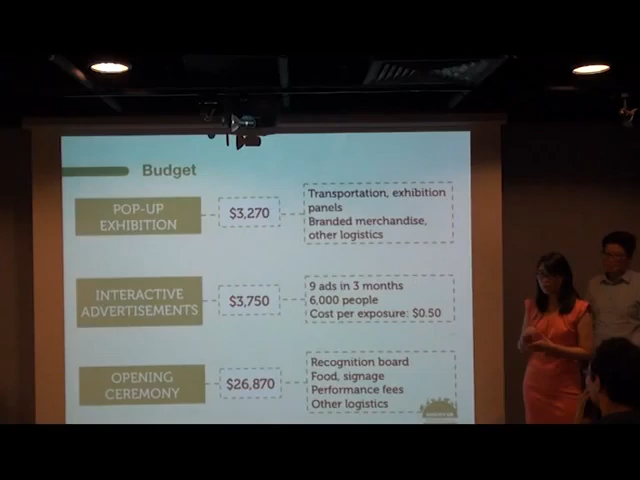 Budget
POP-UP
EXHIBITION
$3,270
Transportation, exhibition
panels
Branded merchandise,
other logistics
INTERACTIVE
ADVERTISEMENTS
$3,750
9 ads in 3 months
6,000 people
Cost per exposure: $0.50
OPENING
CEREMONY
$26,870
Recognition board
Food, signage
Performance fees
Other logistics